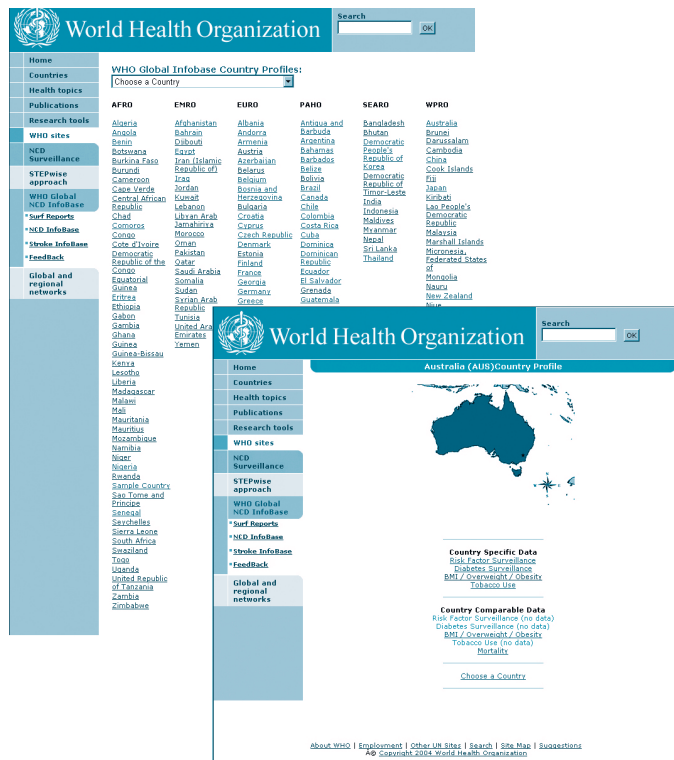 World Health Organization
Search
OK
Home
Countries
Health topics
Publications
Research tools
WHO sites
NCD
Surveillance
STEPwise
approach
WHO Global
NCD InfoBase
Surf Reports
NCD InfoBase
Stroke InfoBase
FeedBack
Global and
regional
networks
WHO Global Infobase Country Profiles:
Choose a Country
AFRO
Algeria
Angola
Benin
Botswana
Burkina Faso
Burundi
Cameroon
Cape Verde
Central African
Republic
Chad
Comoros
Congo
Cote d'Ivoire
Democratic
Republic of the
Congo
Equatorial
Guinea
Eritrea
Ethiopia
Gabon
Gambia
Ghana
Guinea
Guinea-Bissau
Kenya
Lesotho
Liberia
Madagascar
Malawi
Mali
Mauritania
Mauritius
Mozambique
Namibia
Niger
Nigeria
Rwanda
Sample Country
Sao Tome and
Principe
Senegal
Seychelles
Sierra Leone
South Africa
Swaziland
Togo
Uganda
United Republic
of Tanzania
Zambia
Zimbabwe
EMRO
Afghanistan
Bahrain
Djibouti
Egypt
Iran (Islamic
Republic of)
Iraq
Jordan
Kuwait
Lebanon
Libyan Arab
Jamahiriya
Morocco
Oman
Pakistan
Qatar
Saudi Arabia
Somalia
Sudan
Syrian Arab
Republic
Tunisia
United Ara
Emirates
Yemen
EURO
Albania
Andorra
Armenia
Austria
Azerbaijan
Belarus
Belgium
Bosnia and
Herzegovina
Bulgaria
Croatia
Cyprus
Czech Republic
Denmark
Estonia
Finland
France
Georgia
Germany
Greece
PAHO
Antigua and
Barbuda
Argentina
Bahamas
Barbados
Belize
Bolivia
Brazil
Canada
Chile
Colombia
Costa Rica
Cuba
Dominica
Dominican
Republic
Ecuador
El Salvador
Grenada
Guatemala
SEARO
Bangladesh
Bhutan
Democratic
People's
Republic of
Korea
Democratic
Republic of
Timor-Leste
India
Indonesia
Maldives
Myanmar
Nepal
Sri Lanka
Thailand
WPRO
Australia
Brunei
Darussalam
Cambodia
China
Cook Islands
Fiji
Japan
Kiribati
Lao People's
Democratic
Republic
Malaysia
Marshall Islands
Micronesia,
Federated States
of
Mongolia
Nauru
New Zealand
Niue
World Health Organization
Search
OK
Home
Countries
Health topics
Publications
Research tools
WHO sites
NCD
Surveillance
STEPwise
approach
WHO Global
NCD InfoBase
Surf Reports
NCD InfoBase
Stroke InfoBase
FeedBack
Global and
regional
networks
Australia (AUS)Country Profile
Country Specific Data
Risk Factor Surveillance
Diabetes Surveillance
BMI / Overweight / Obesity
Tobacco Use
Country Comparable Data
Risk Factor Surveillance (no data)
Diabetes Surveillance (no data)
BMI / Overweight / Obesity
Tobacco Use (no data)
Mortality
Choose a Country
About WHO | Employment | Other UN Sites | Search | Site Map | Suggestions
Â© Copyright 2004 World Health Organization